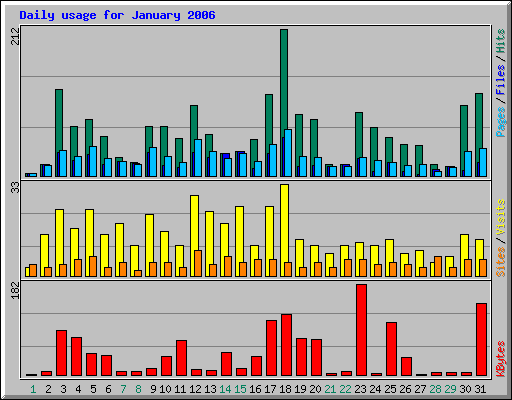 Daily usage for January 2006
212
Pages / Files / Hits
33
Sites / Visits
182
KBytes
1 2 3 4 5 6 7 8 9 10 11 12 13 14 15 16 17 18 19 20 21 22 23 24 25 26 27 28 29 30 31